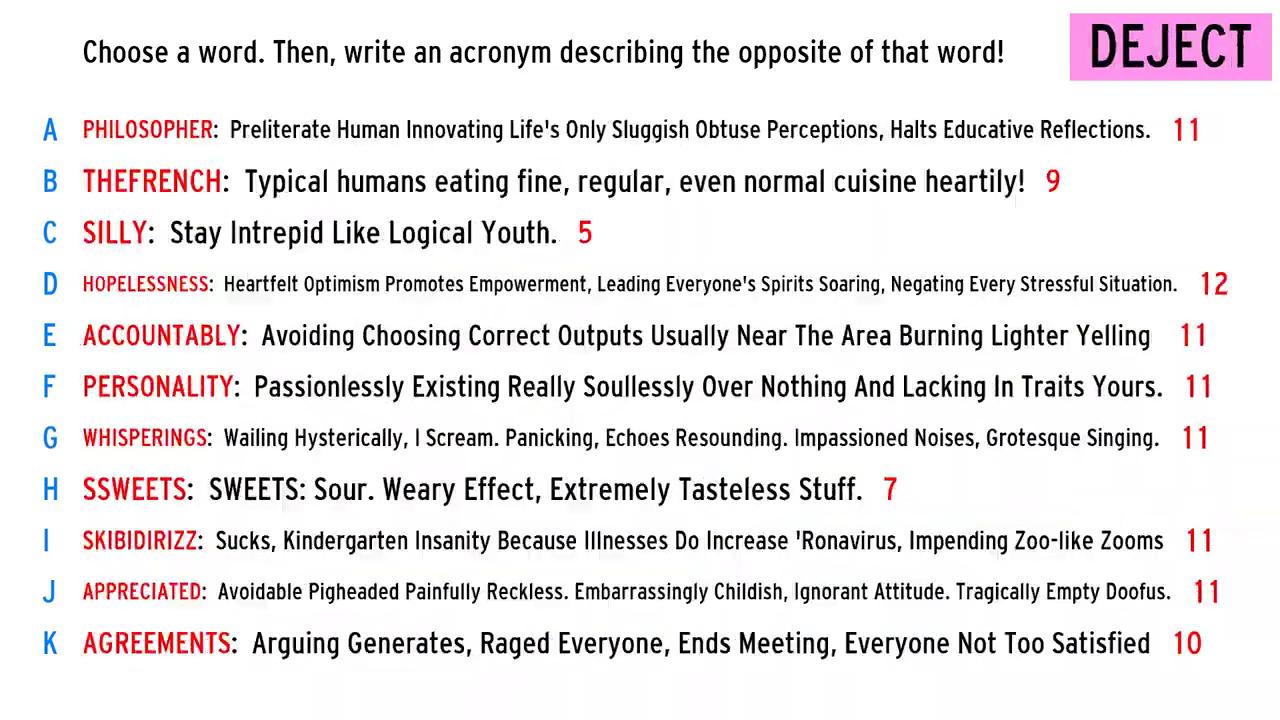 Choose a word. Then, write an acronym describing the opposite of that word!
DEJECT
A PHILOSOPHER: Preliterate Human Innovating Life's Only Sluggish Obtuse Perceptions, Halts Educative Reflections. 11
B THEFRENCH: Typical humans eating fine, regular, even normal cuisine heartily! 9
C SILLY: Stay Intrepid Like Logical Youth. 5
D HOPELESSNESS: Heartfelt Optimism Promotes Empowerment, Leading Everyone's Spirits Soaring, Negating Every Stressful Situation. 12
E ACCOUNTABLY: Avoiding Choosing Correct Outputs Usually Near The Area Burning Lighter Yelling 11
F PERSONALITY: Passionlessly Existing Really Soullessly Over Nothing And Lacking In Traits Yours. 11
G WHISPERINGS: Wailing Hysterically, I Scream. Panicking, Echoes Resounding. Impassioned Noises, Grotesque Singing. 11
H SSWEETS: SWEETS: Sour. Weary Effect, Extremely Tasteless Stuff. 7
I SKIBIDIRIZZ: Sucks, Kindergarten Insanity Because Illnesses Do Increase 'Ronavirus, Impending Zoo-like Zooms 11
J APPRECIATED: Avoidable Pigheaded Painfully Reckless. Embarrassingly Childish, Ignorant Attitude. Tragically Empty Doofus. 11
K AGREEMENTS: Arguing Generates, Raged Everyone, Ends Meeting, Everyone Not Too Satisfied 10